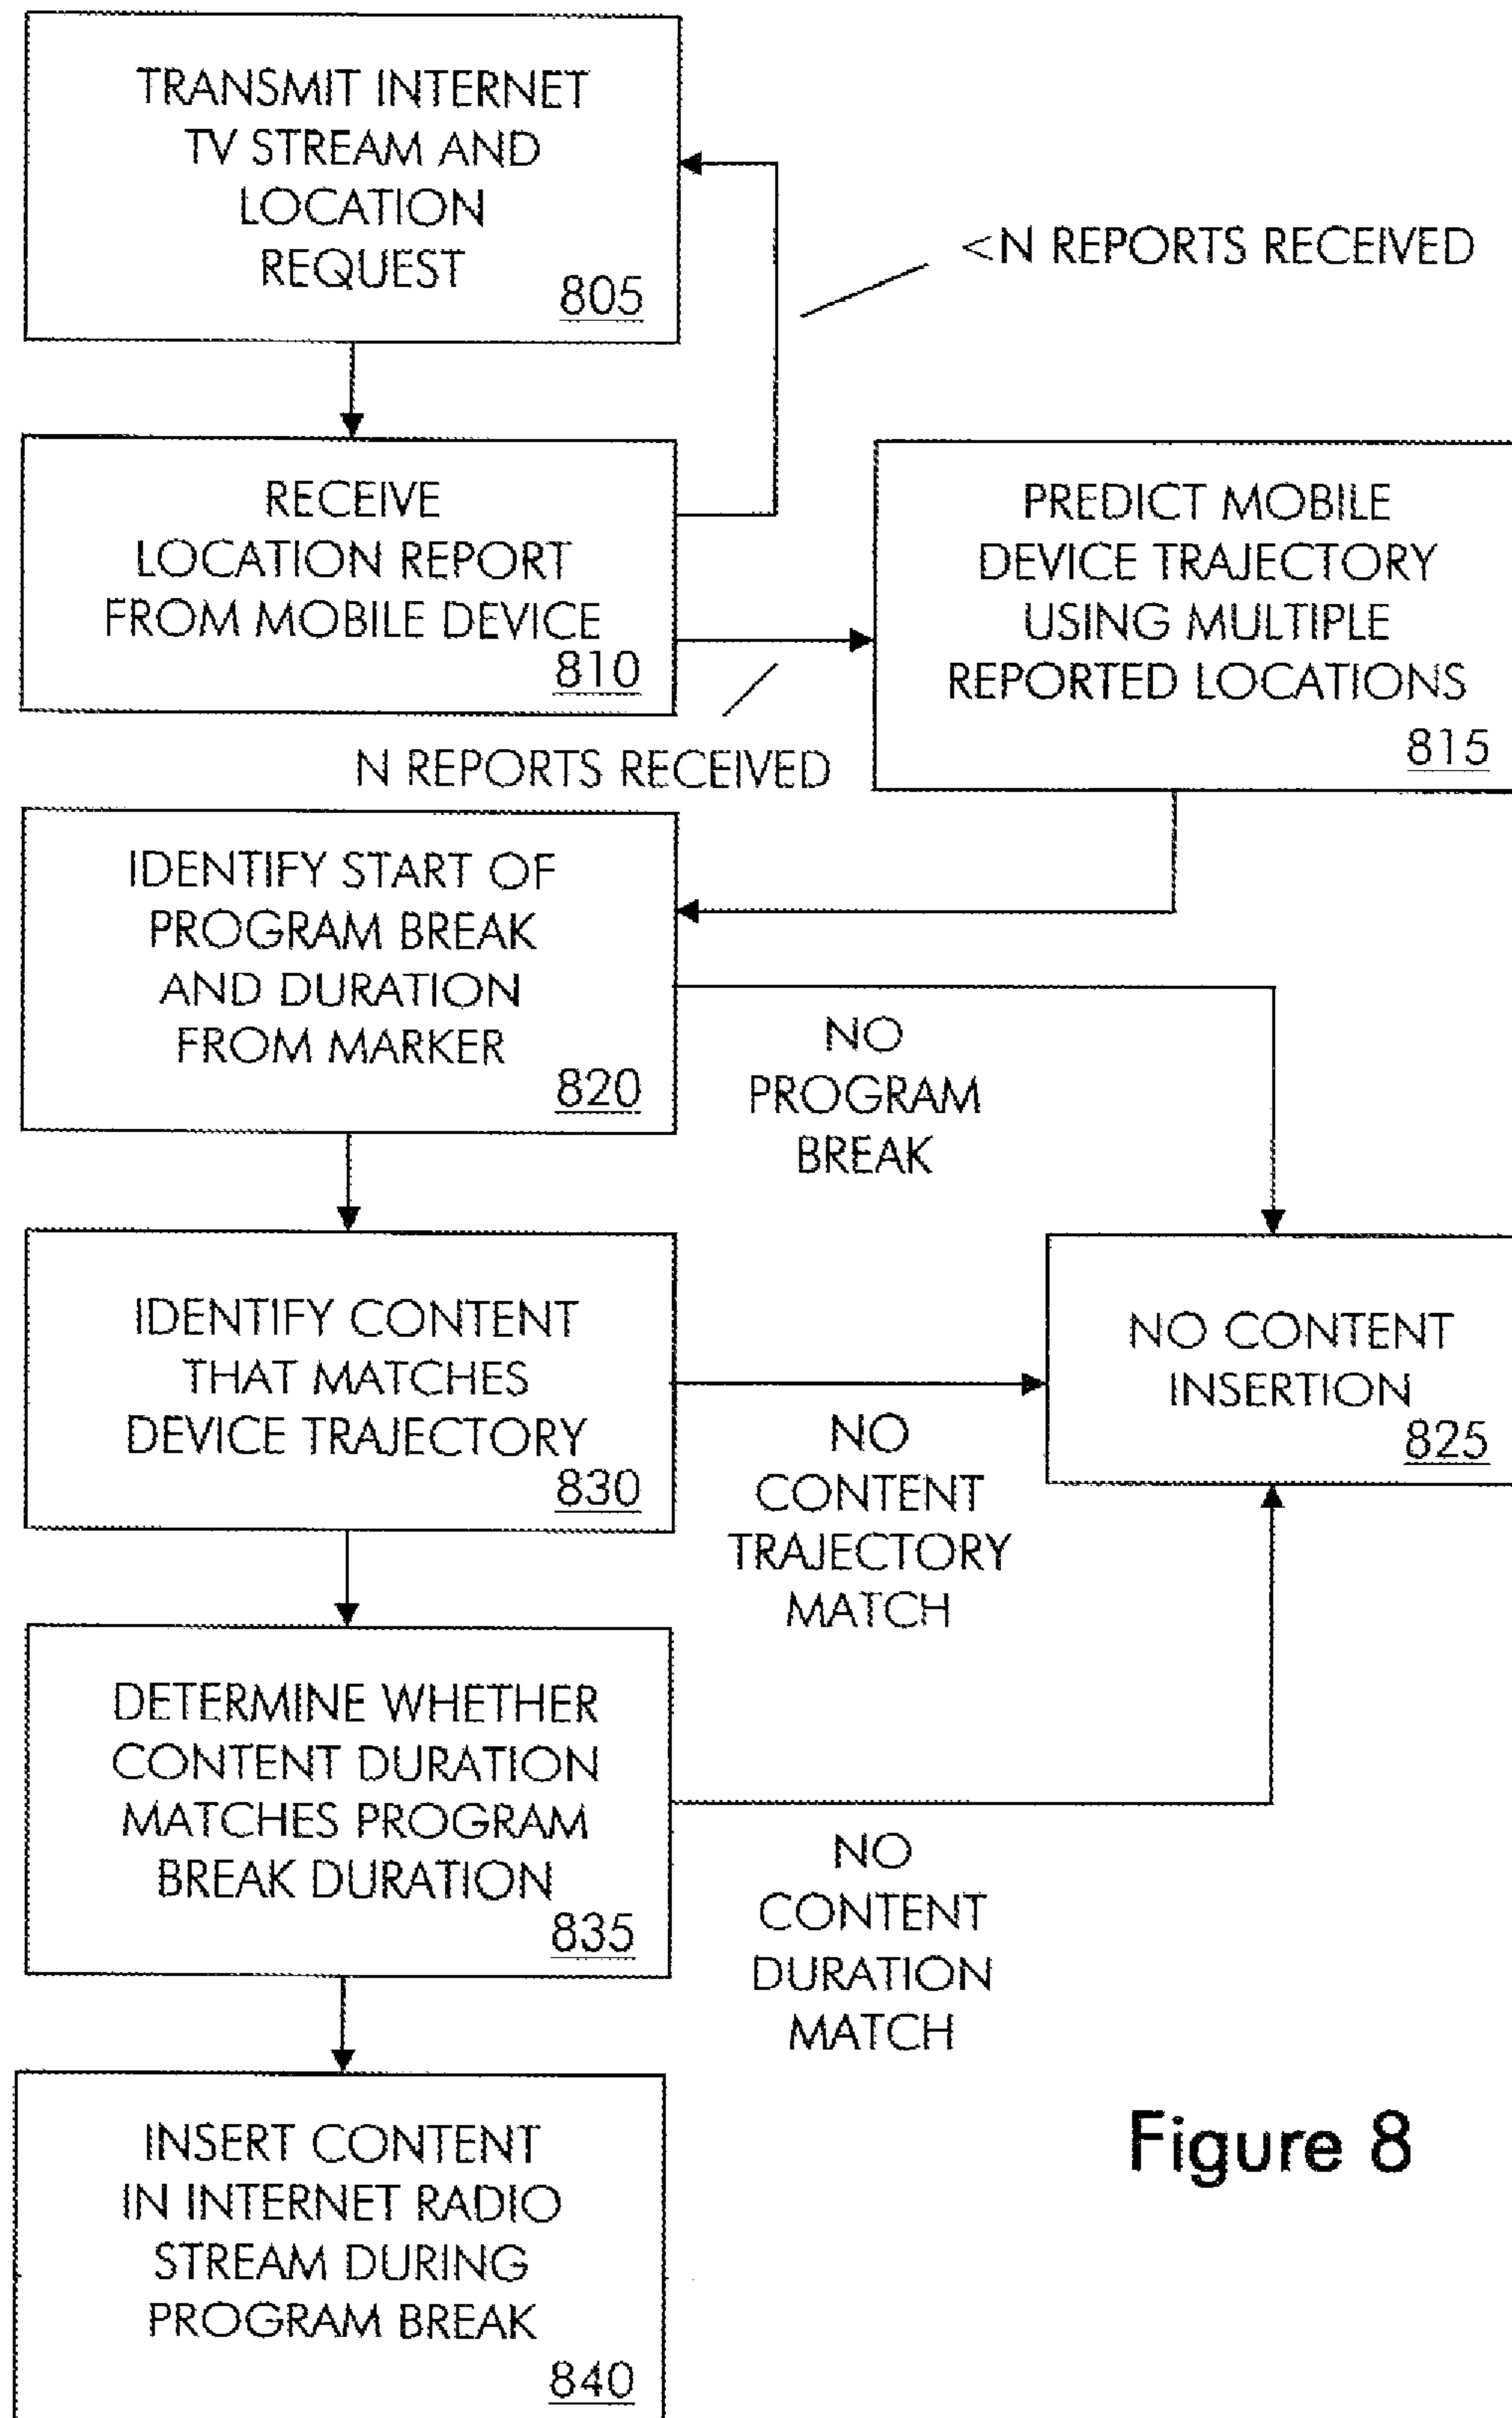 TRANSMIT INTERNET
TV STREAM AND
LOCATION
REQUEST
805
<N REPORTS RECEIVED
RECEIVE
LOCATION REPORT
FROM MOBILE DEVICE
810
N REPORTS RECEIVED
PREDICT MOBILE
DEVICE TRAJECTORY
USING MULTIPLE
REPORTED LOCATIONS
815
IDENTIFY START OF
PROGRAM BREAK
AND DURATION
FROM MARKER
820
NO
PROGRAM
BREAK
IDENTIFY CONTENT
THAT MATCHES
DEVICE TRAJECTORY
830
NO
CONTENT
TRAJECTORY
MATCH
NO CONTENT
INSERTION
825
DETERMINE WHETHER
CONTENT DURATION
MATCHES PROGRAM
BREAK DURATION
835
NO
CONTENT
DURATION
MATCH
INSERT CONTENT
IN INTERNET RADIO
STREAM DURING
PROGRAM BREAK
840
Figure 8